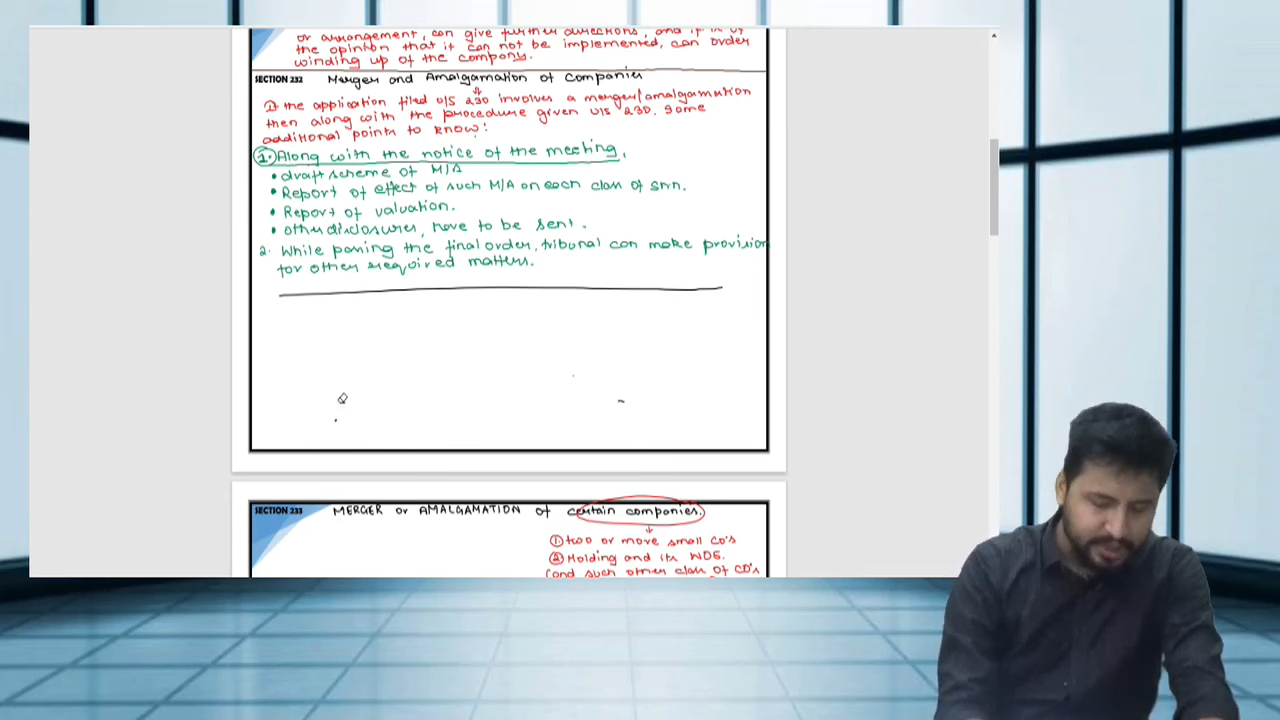 or arrangement, can give further directions, and if in of
the opinion that it can not be implemented, can order
winding up of the company.
SECTION 232 Merger and Amalgamation of Companies
If the application filed u/s 230 involves a merger/amalgamation
then along with the procedure given u/s 230. some
additional points to know:
1. Along with the notice of the meeting,
• draft scheme of M/A
• Report of effect of such M/A on each class of SHH.
• Report of valuation.
• other disclosures, have to be sent.
2. While passing the final order, tribunal can make provision
for other required matters.
SECTION 233 MERGER or AMALGAMATION of certain companies.
① two or more small CO's
② Holding and its WOS.
(and such other class of CO's